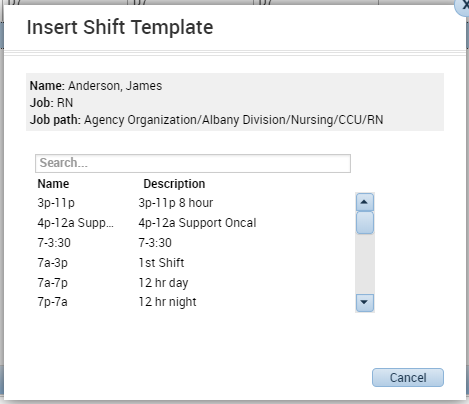 Insert Shift Template
X
Name: Anderson, James
Job: RN
Job path: Agency Organization/Albany Division/Nursing/CCU/RN
Search...
Name Description
3p-11p 3p-11p 8 hour
4p-12a Supp... 4p-12a Support Oncal
7-3:30 7-3:30
7a-3p 1st Shift
7a-7p 12 hr day
7p-7a 12 hr night
Cancel